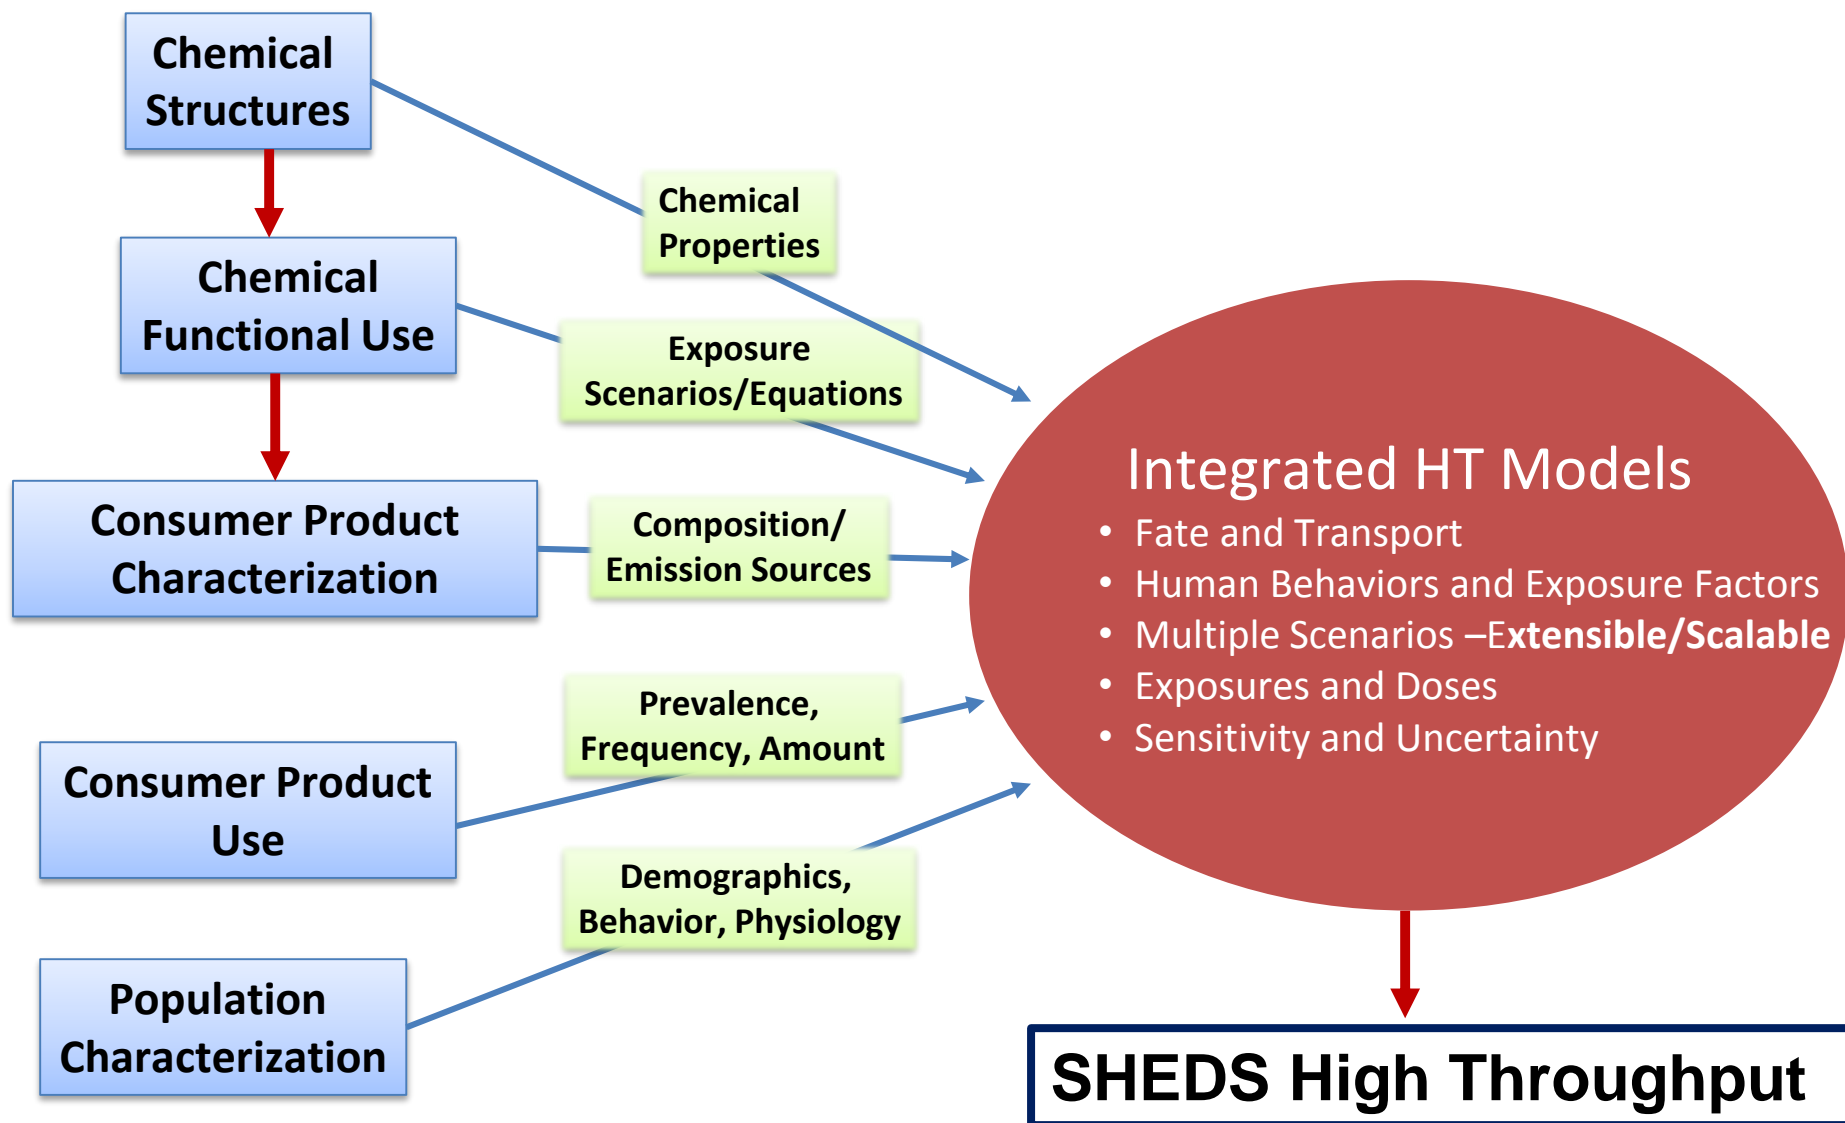 Chemical
Structures
Chemical
Properties
Chemical
Functional Use
Exposure
Scenarios/Equations
Consumer Product
Characterization
Composition/
Emission Sources
Consumer Product
Use
Prevalence,
Frequency, Amount
Population
Characterization
Demographics,
Behavior, Physiology
Integrated HT Models
• Fate and Transport
• Human Behaviors and Exposure Factors
• Multiple Scenarios –Extensible/Scalable
• Exposures and Doses
• Sensitivity and Uncertainty
SHEDS High Throughput